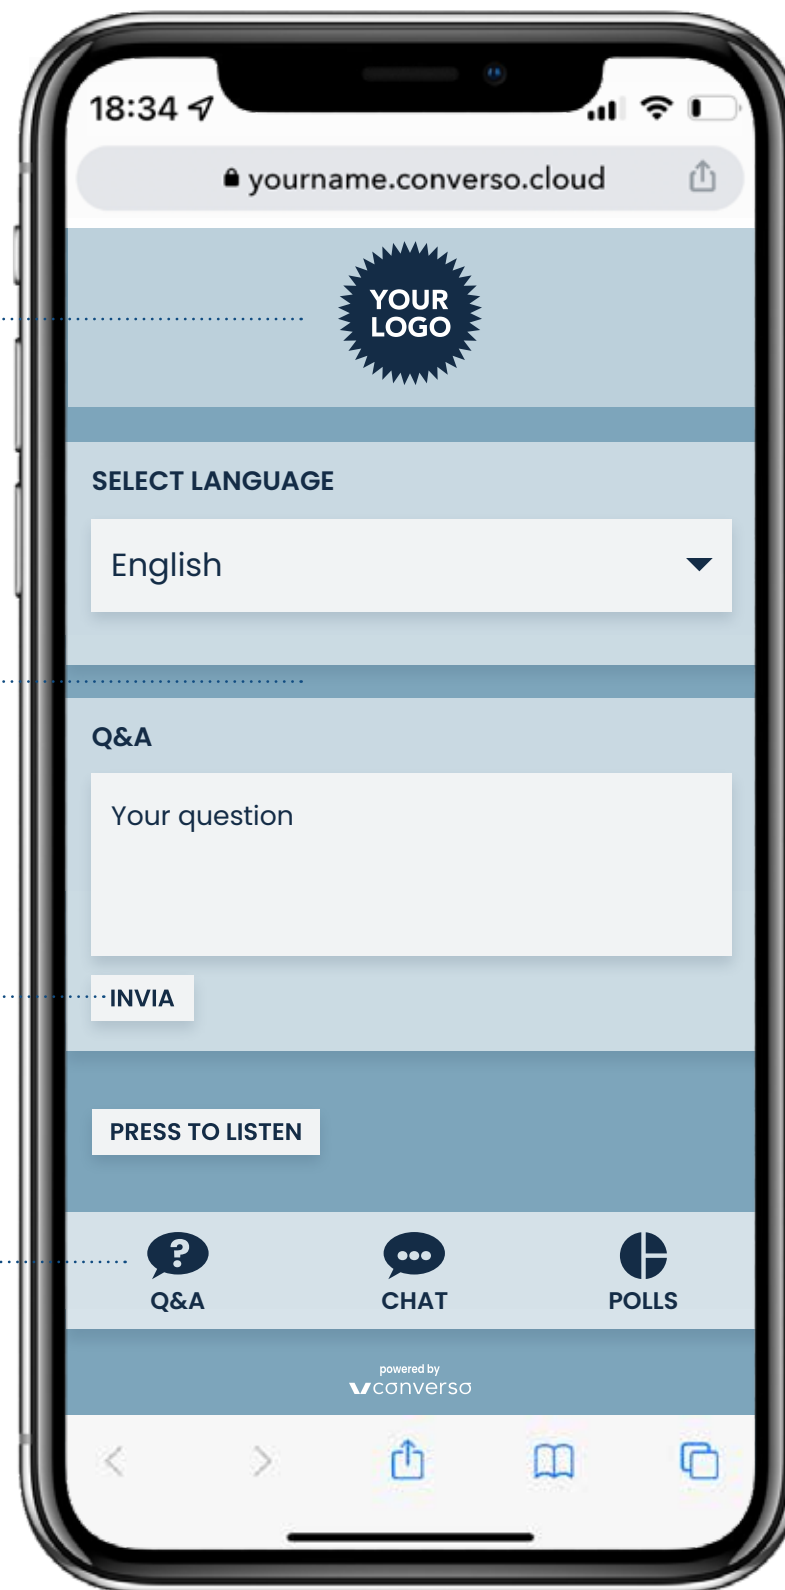 18:34
yourname.converso.cloud
YOUR
LOGO
SELECT LANGUAGE
English
Q&A
Your question
INVIA
PRESS TO LISTEN
Q&A
CHAT
POLLS
powered by
converso